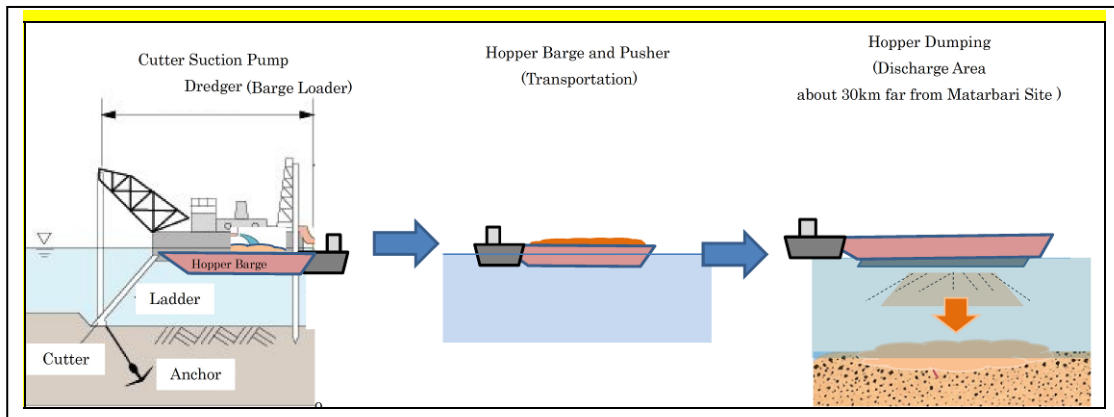 Cutter Suction Pump
Dredger (Barge Loader)
Hopper Barge and Pusher
(Transportation)
Hopper Dumping
(Discharge Area
about 30km far from Matarbari Site )
Hopper Barge
Ladder
Cutter
Anchor